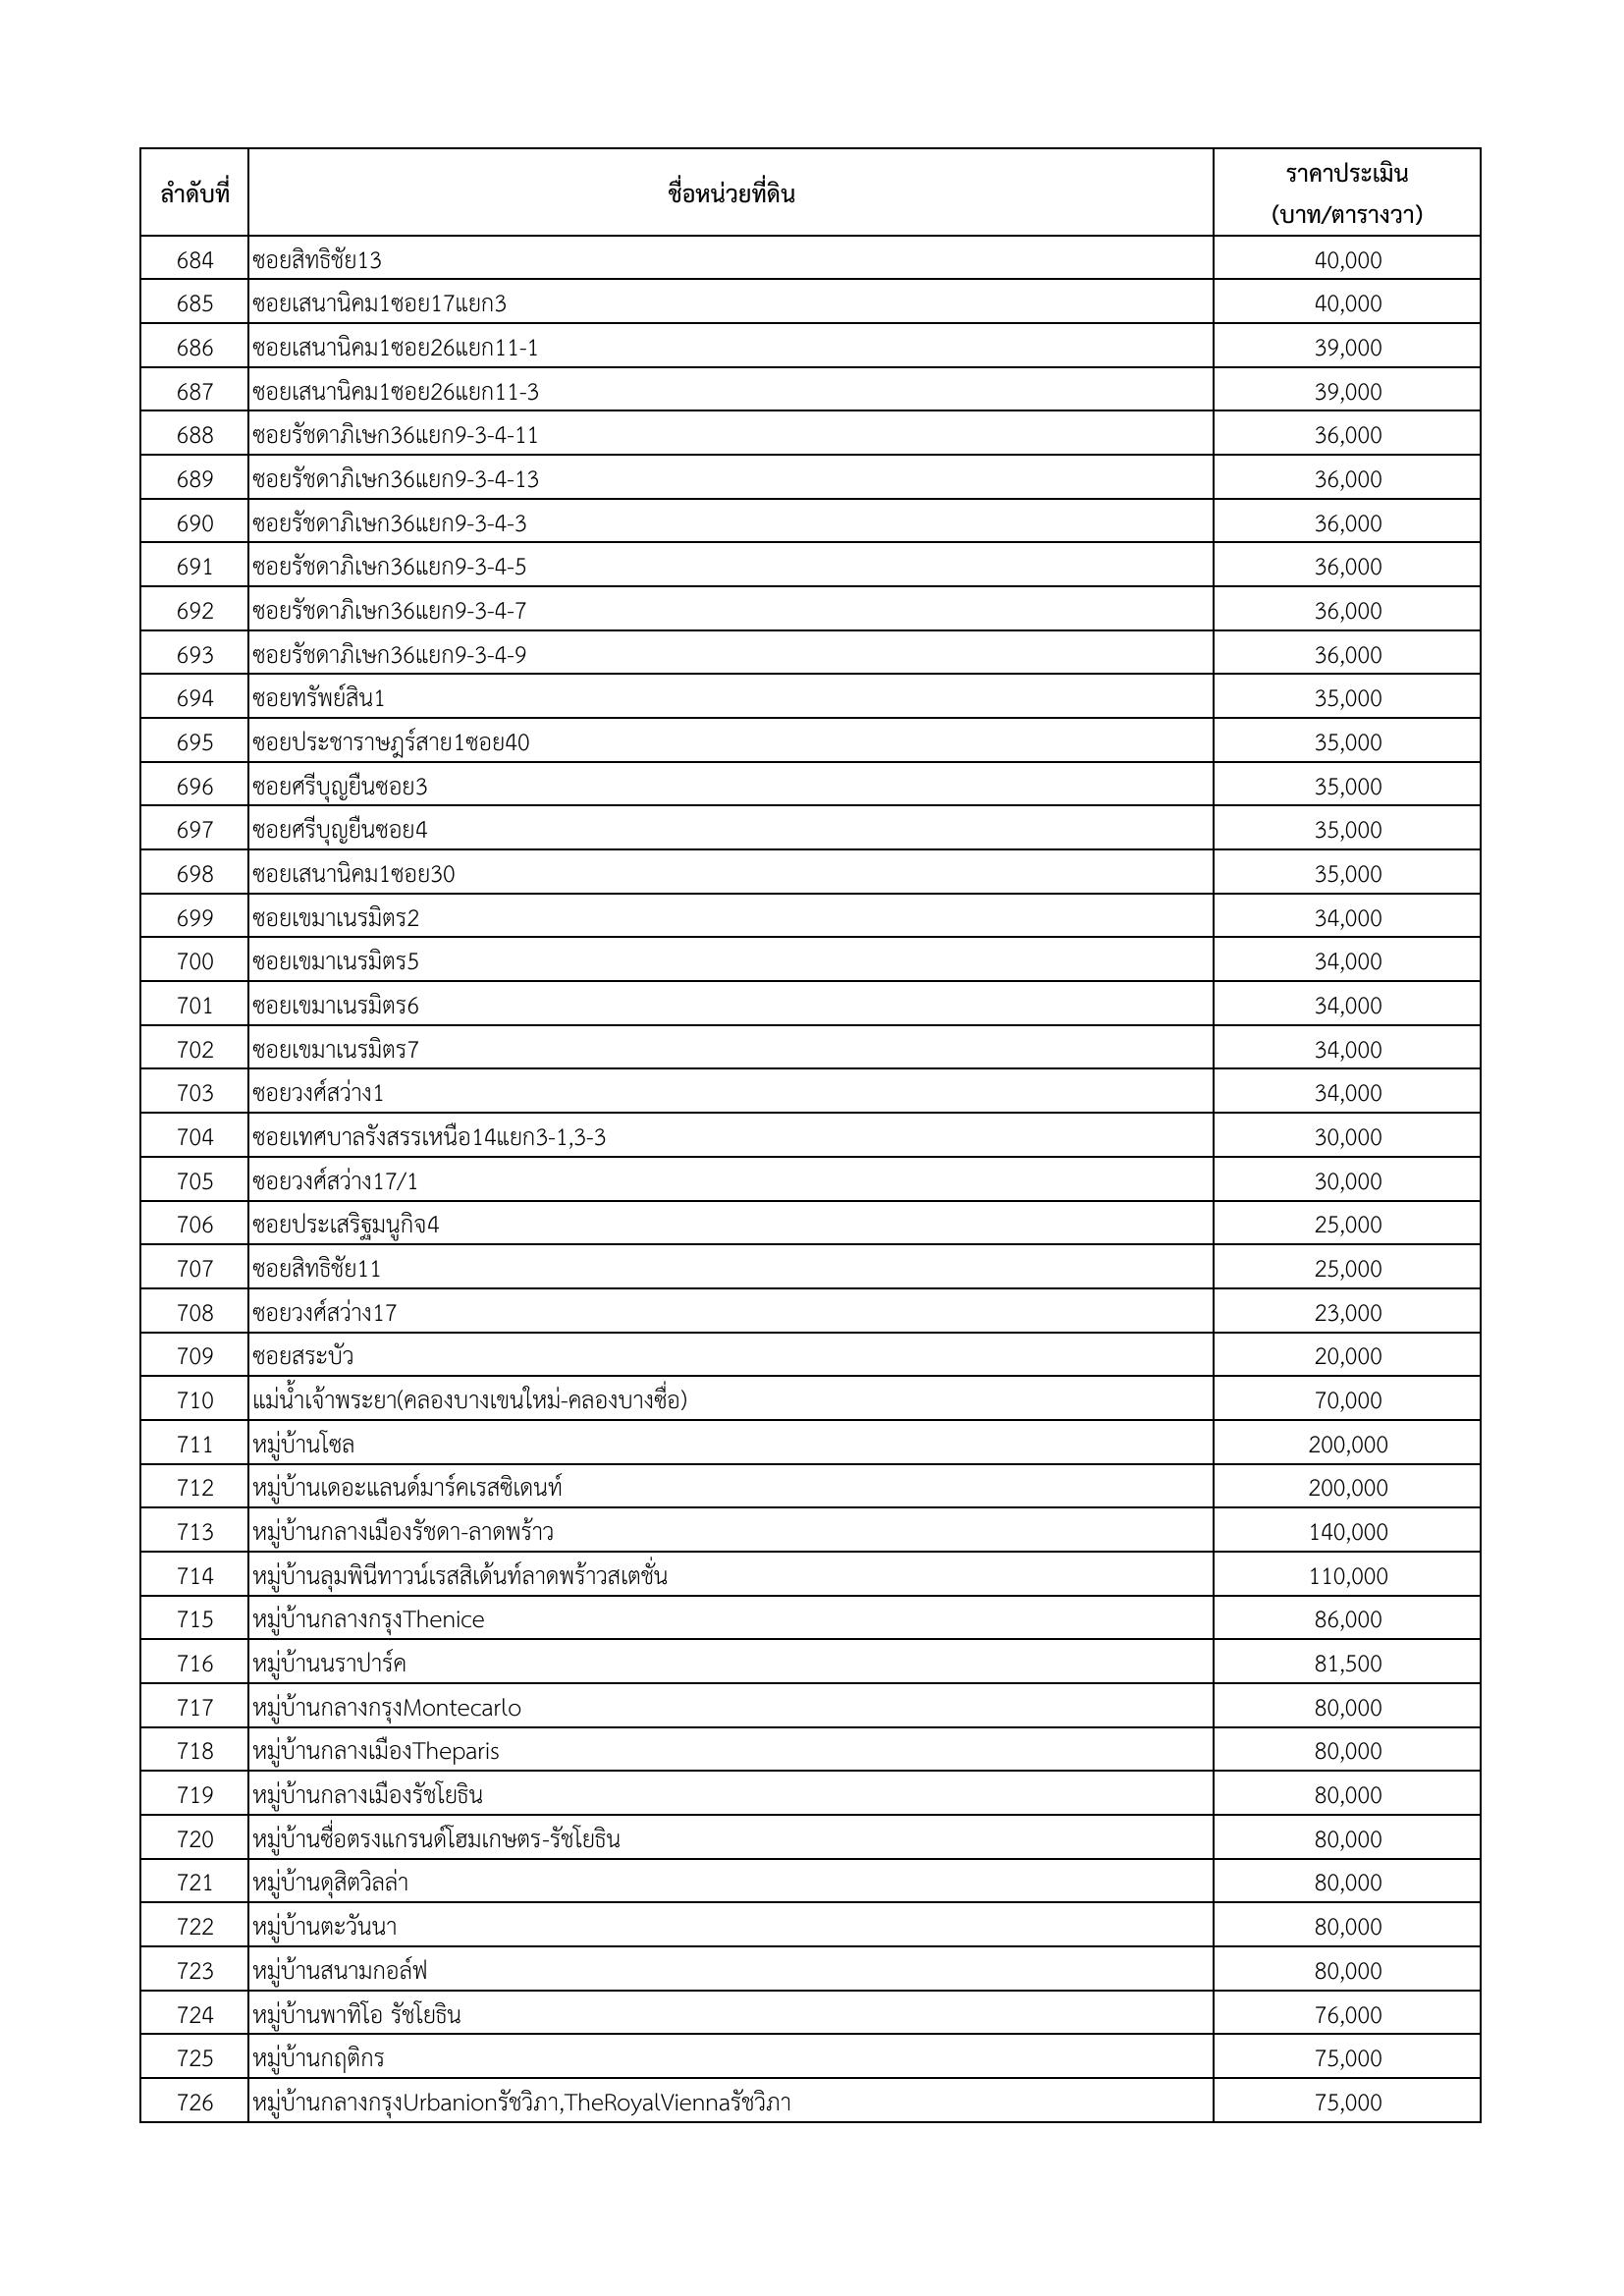 ลำดับที่ ชื่อหน่วยที่ดิน ราคาประเมิน
(บาท/ตารางวา)
684 ซอยสิทธิชัย13 40,000
685 ซอยเสนานิคม1ซอย17แยก3 40,000
686 ซอยเสนานิคม1ซอย26แยก11-1 39,000
687 ซอยเสนานิคม1ซอย26แยก11-3 39,000
688 ซอยรัชดาภิเษก36แยก9-3-4-11 36,000
689 ซอยรัชดาภิเษก36แยก9-3-4-13 36,000
690 ซอยรัชดาภิเษก36แยก9-3-4-3 36,000
691 ซอยรัชดาภิเษก36แยก9-3-4-5 36,000
692 ซอยรัชดาภิเษก36แยก9-3-4-7 36,000
693 ซอยรัชดาภิเษก36แยก9-3-4-9 36,000
694 ซอยทรัพย์สิน1 35,000
695 ซอยประชาราษฎร์สาย1ซอย40 35,000
696 ซอยศรีบุญยืนซอย3 35,000
697 ซอยศรีบุญยืนซอย4 35,000
698 ซอยเสนานิคม1ซอย30 35,000
699 ซอยเขมาเนรมิตร2 34,000
700 ซอยเขมาเนรมิตร5 34,000
701 ซอยเขมาเนรมิตร6 34,000
702 ซอยเขมาเนรมิตร7 34,000
703 ซอยวงศ์สว่าง1 34,000
704 ซอยเทศบาลรังสรรเหนือ14แยก3-1,3-3 30,000
705 ซอยวงศ์สว่าง17/1 30,000
706 ซอยประเสริฐมนูกิจ4 25,000
707 ซอยสิทธิชัย11 25,000
708 ซอยวงศ์สว่าง17 23,000
709 ซอยสระบัว 20,000
710 แม่น้ำเจ้าพระยา(คลองบางเขนใหม่-คลองบางซื่อ) 70,000
711 หมู่บ้านโซล 200,000
712 หมู่บ้านเดอะแลนด์มาร์คเรสซิเดนท์ 200,000
713 หมู่บ้านกลางเมืองรัชดา-ลาดพร้าว 140,000
714 หมู่บ้านลุมพินีทาวน์เรสสิเด้นท์ลาดพร้าวสเตชั่น 110,000
715 หมู่บ้านกลางกรุงThenice 86,000
716 หมู่บ้านนราปาร์ค 81,500
717 หมู่บ้านกลางกรุงMontecarlo 80,000
718 หมู่บ้านกลางเมืองTheparis 80,000
719 หมู่บ้านกลางเมืองรัชโยธิน 80,000
720 หมู่บ้านซื่อตรงแกรนด์โฮมเกษตร-รัชโยธิน 80,000
721 หมู่บ้านดุสิตวิลล่า 80,000
722 หมู่บ้านตะวันนา 80,000
723 หมู่บ้านสนามกอล์ฟ 80,000
724 หมู่บ้านพาทิโอ รัชโยธิน 76,000
725 หมู่บ้านกฤติกร 75,000
726 หมู่บ้านกลางกรุงUrbanionรัชวิภา,TheRoyalViennaรัชวิภา 75,000